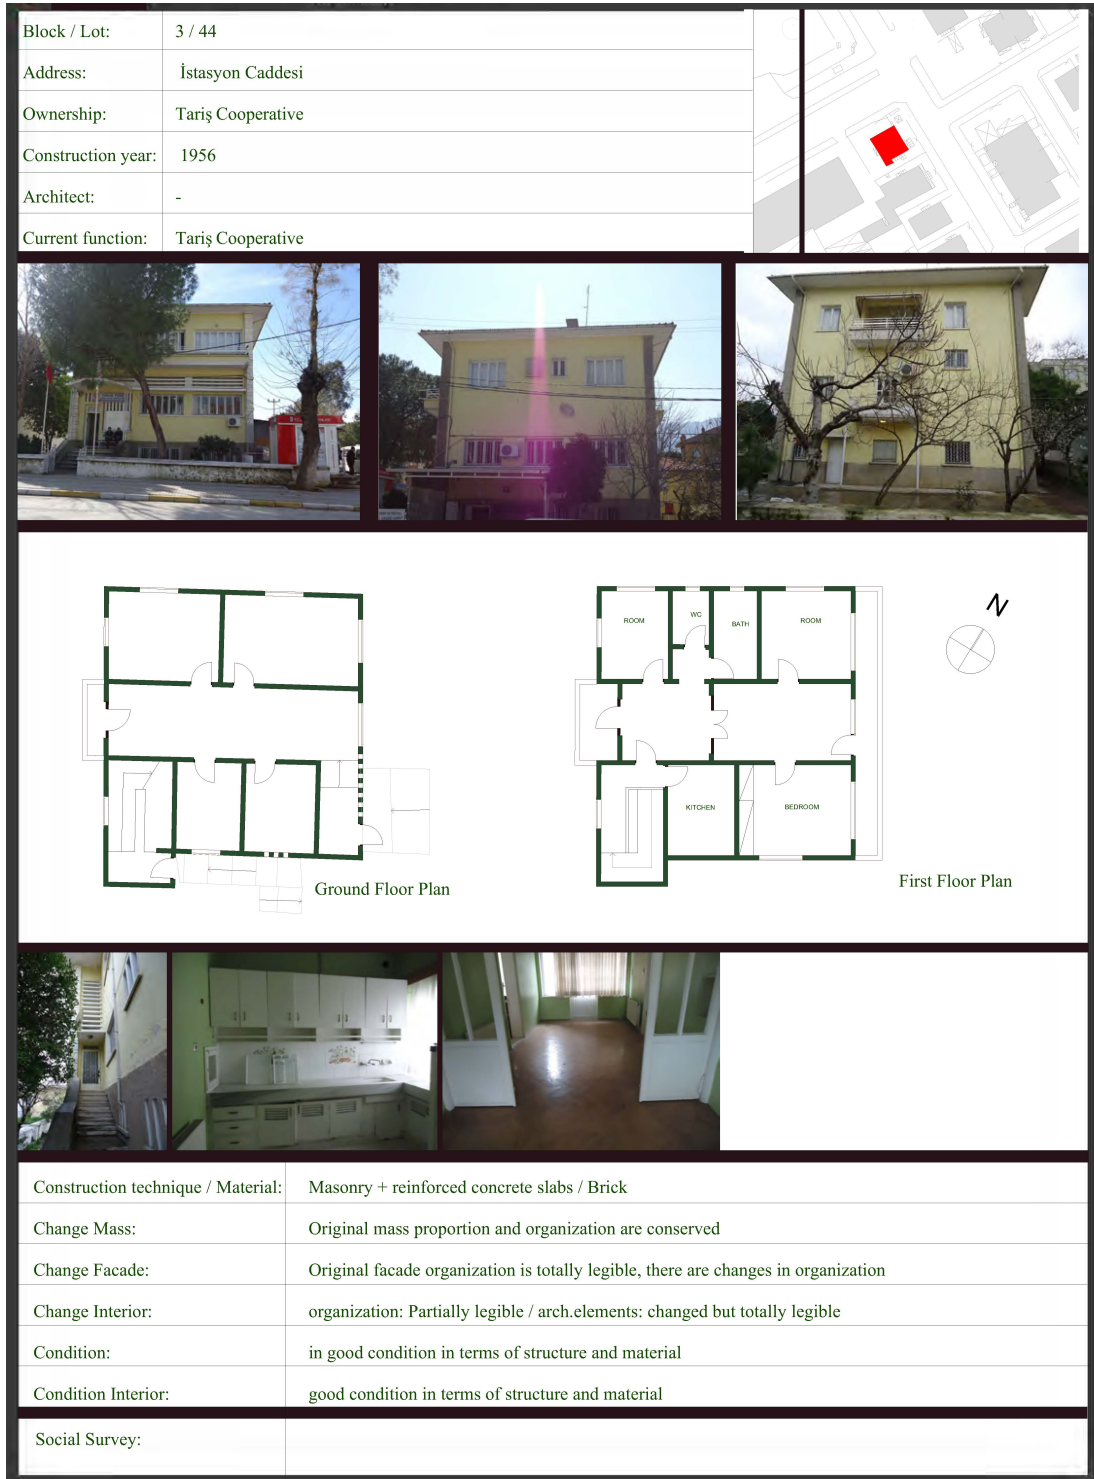 Block / Lot: 3 / 44
Address: İstasyon Caddesi
Ownership: Tariş Cooperative
Construction year: 1956
Architect: -
Current function: Tariş Cooperative
N
ROOM
WC
BATH
ROOM
KITCHEN
BEDROOM
Ground Floor Plan
First Floor Plan
Construction technique / Material: Masonry + reinforced concrete slabs / Brick
Change Mass: Original mass proportion and organization are conserved
Change Facade: Original facade organization is totally legible, there are changes in organization
Change Interior: organization: Partially legible / arch.elements: changed but totally legible
Condition: in good condition in terms of structure and material
Condition Interior: good condition in terms of structure and material
Social Survey: